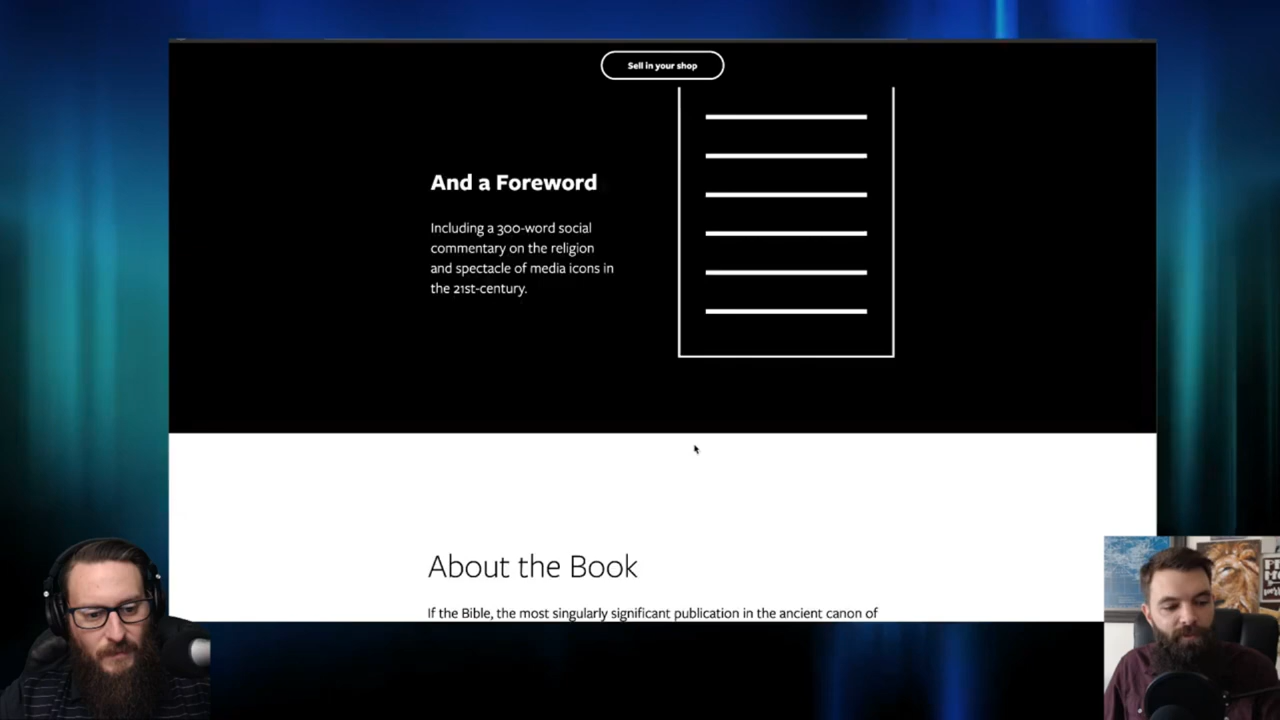 Sell in your shop
And a Foreword
Including a 300-word social
commentary on the religion
and spectacle of media icons in
the 21st-century.
About the Book
If the Bible, the most singularly significant publication in the ancient canon of